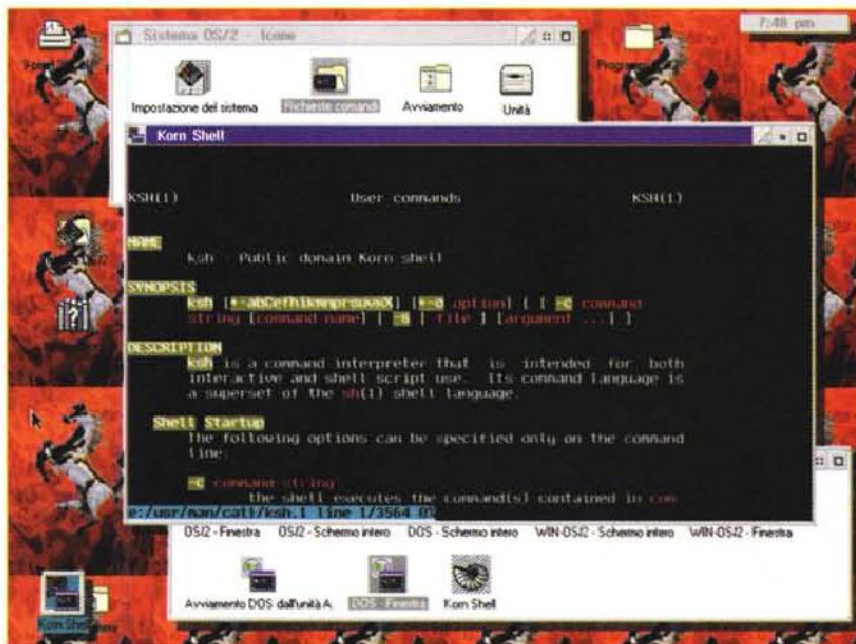 7:48 pm
Sistema OS/2 - Icone
Impostazione del sistema
Richieste comandi
Avviamento
Unità
Korn Shell
KSH(1) User commands KSH(1)
NAME
ksh - Public domain Korn shell
SYNOPSIS
option] { [ -c command
string [command name] | -s | file ] [argument ...] ]
DESCRIPTION
ksh is a command interpreter that is intended for both
interactive and shell script use. Its command language is
a superset of the sh(1) shell language.
Shell Startup
The following options can be specified only on the command
line:
-c command string
the shell executes the command(s) contained in com
e:/usr/man/cat1/ksh.1 line 1/3564 0%
OS/2 - Finestra
OS/2 - Schermo intero
DOS - Schermo intero
WIN-OS/2 - Schermo intero
WIN-OS/2 - Finestra
Avviamento DOS dall'unità A:
DOS - Finestra
Korn Shell
Korn Shell